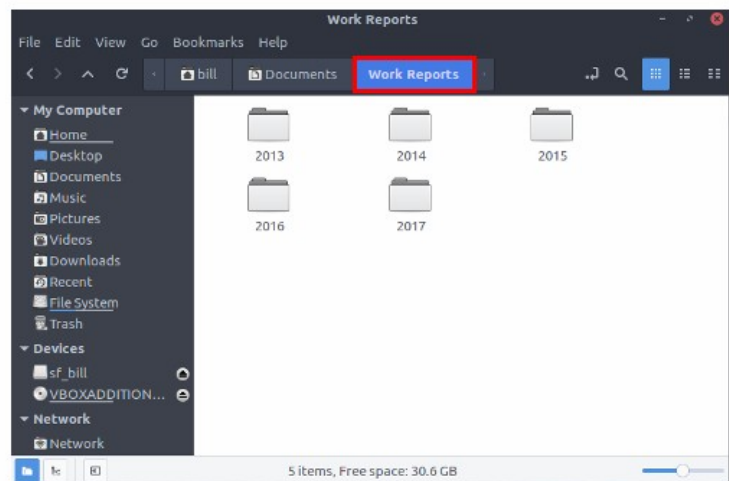 Work Reports
File Edit View Go Bookmarks Help
bill Documents Work Reports
My Computer
Home
Desktop
Documents
Music
Pictures
Videos
Downloads
Recent
File System
Trash
Devices
sf_bill
VBOXADDITION...
Network
Network
2013 2014 2015
2016 2017
5 items, Free space: 30.6 GB